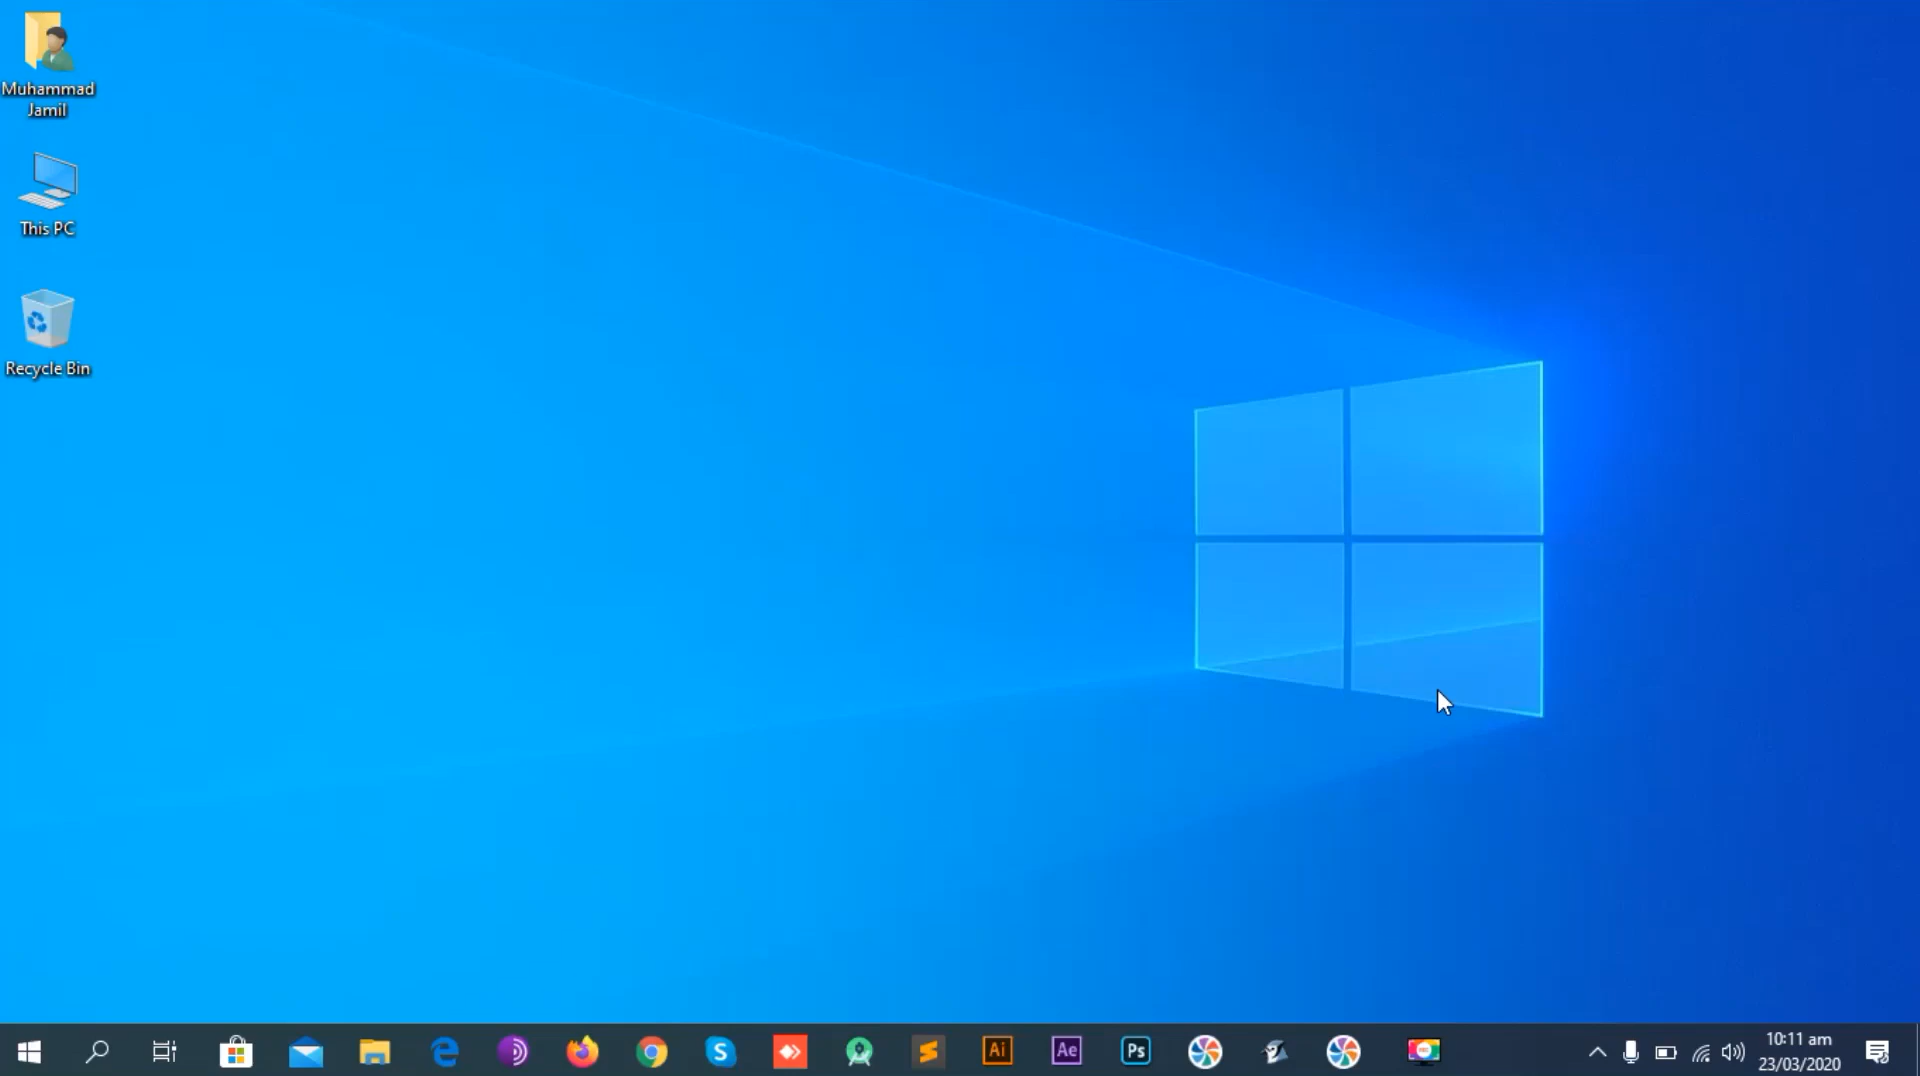 Muhammad
Jamil
This PC
Recycle Bin
Ai
Ae
Ps
10:11 am
23/03/2020